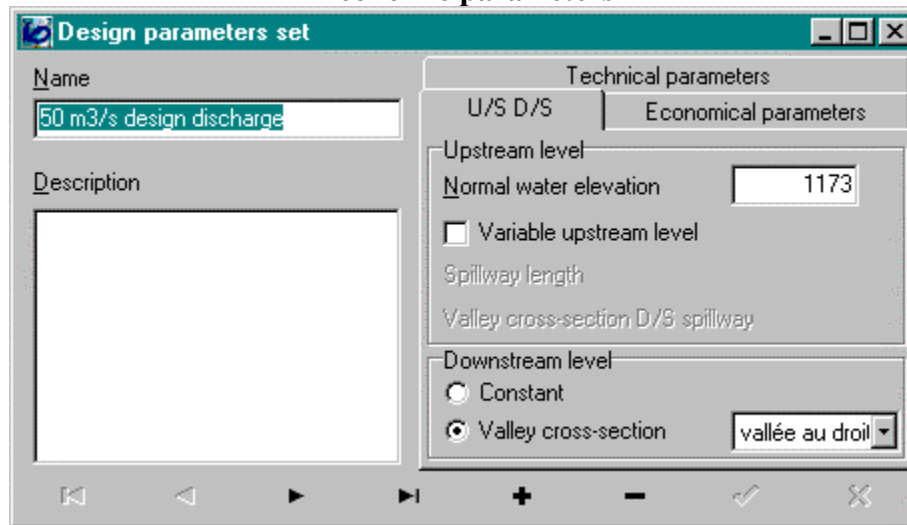 Design parameters set
Name
50 m3/s design discharge
Description
Technical parameters
U/S D/S
Economical parameters
Upstream level
Normal water elevation
1173
Variable upstream level
Spillway length
Valley cross-section D/S spillway
Downstream level
Constant
Valley cross-section
vallée au droit